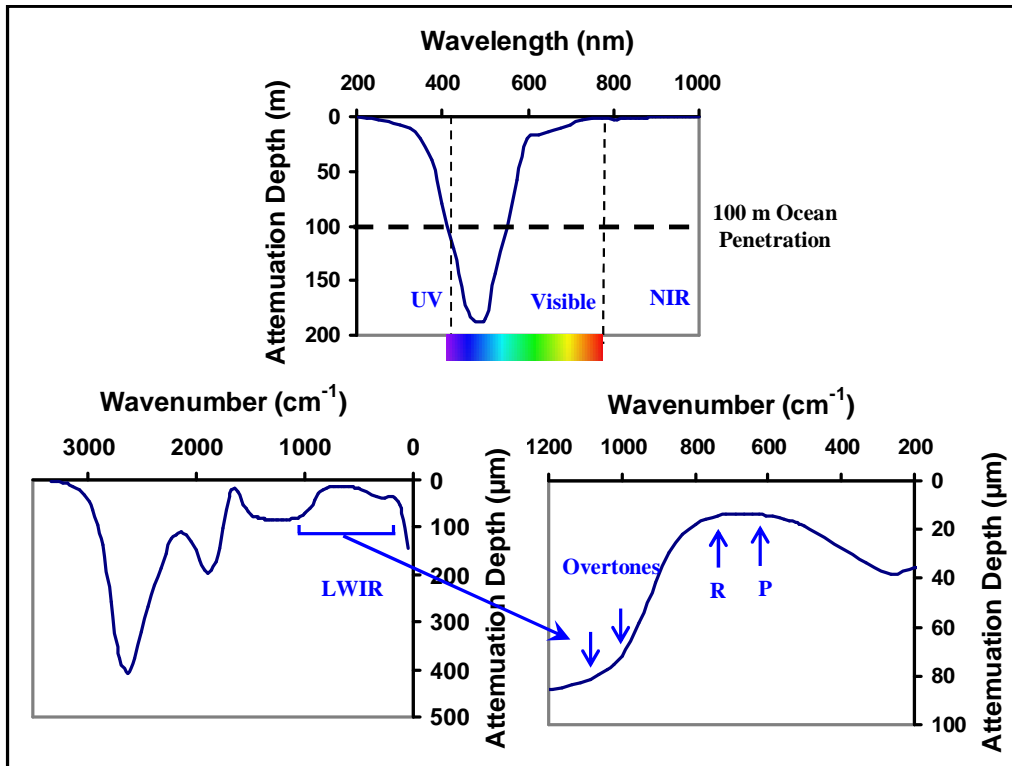 Wavelength (nm)
200 400 600 800 1000
Attemuation Depth (m)
0
50
100
150
200
100 m Ocean
Penetration
UV
Visible
NIR
Wavenumber (cm-1)
3000 2000 1000 0
0
100
200
300
400
500
Attemuation Depth (µm)
LWIR
Wavenumber (cm-1)
1200 1000 800 600 400 200
0
20
40
60
80
100
Attemuation Depth (µm)
Overtones
R
P